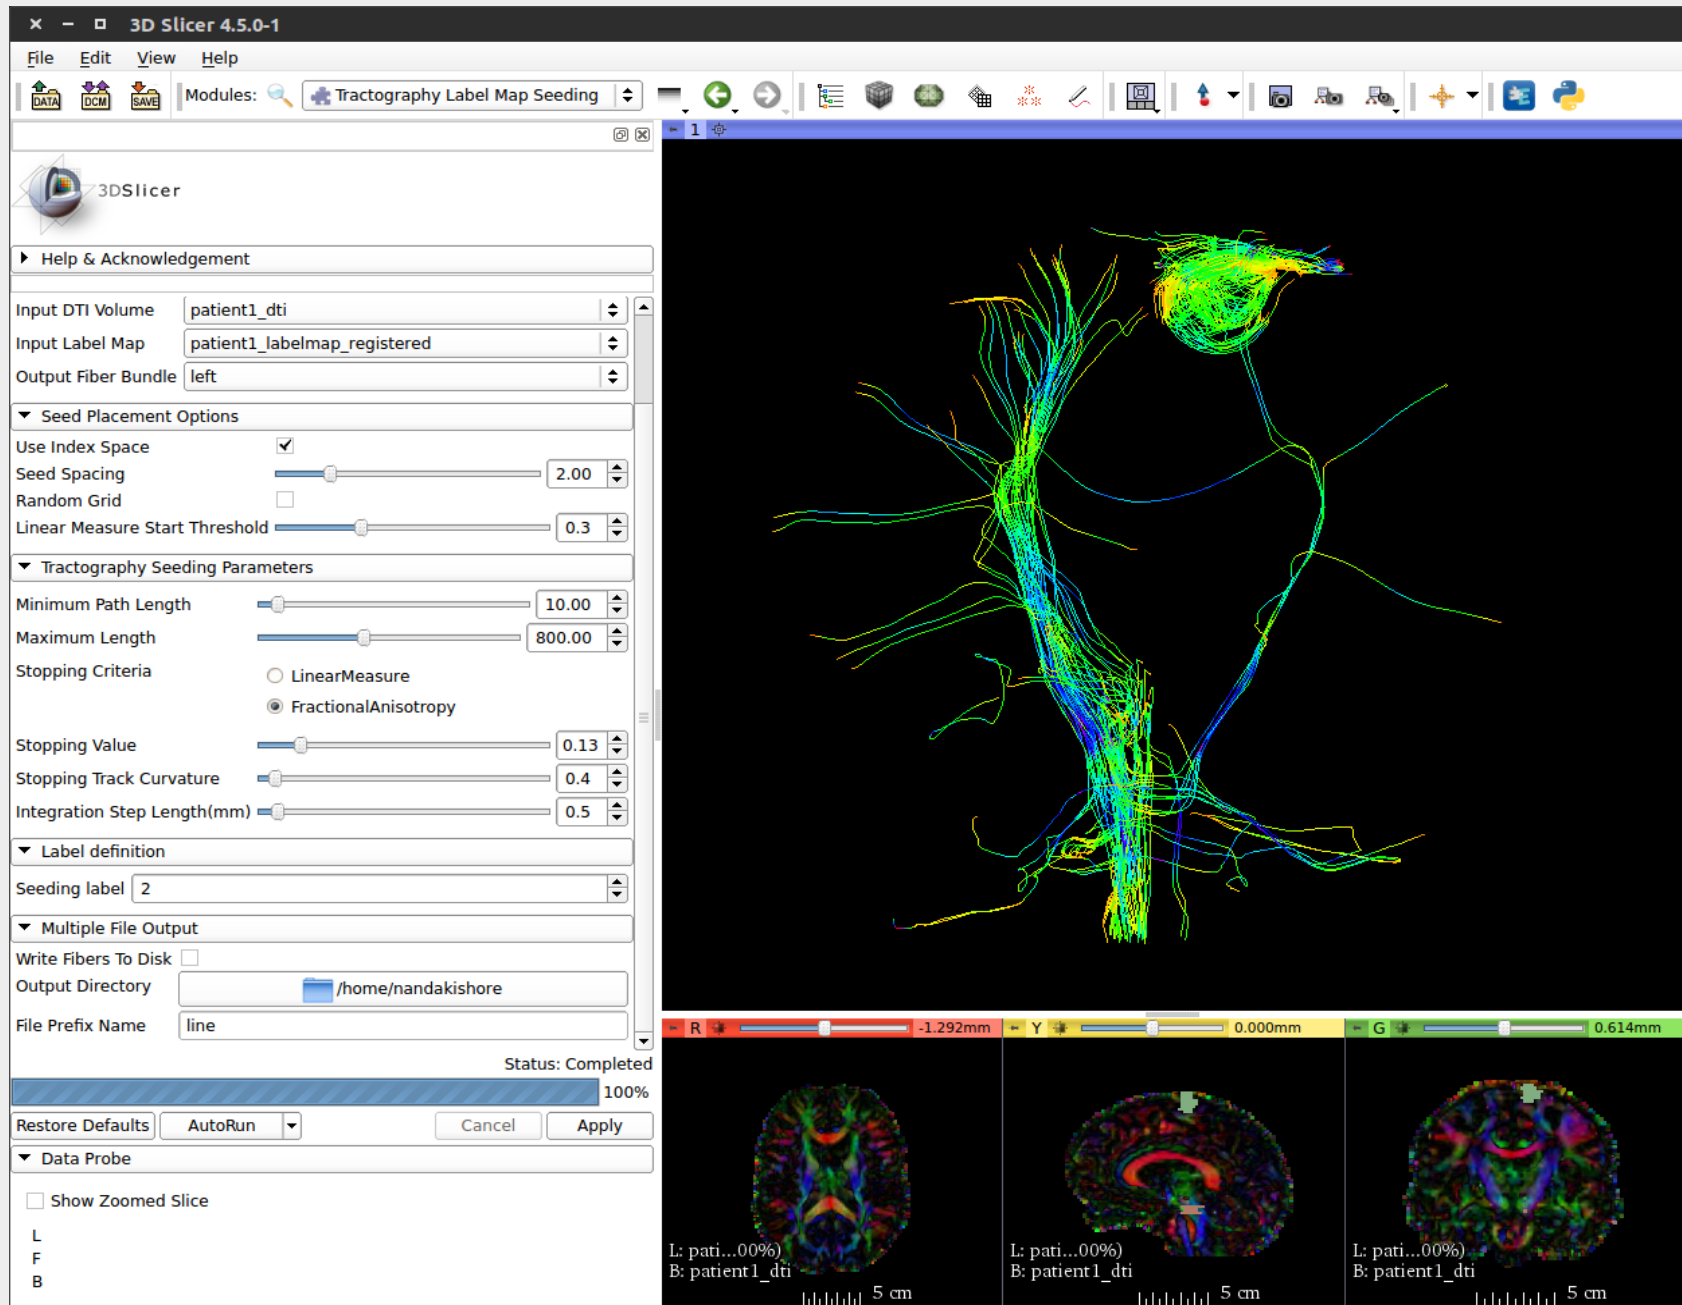 3D Slicer 4.5.0-1
File Edit View Help
DATA DCM SAVE Modules: Tractography Label Map Seeding
1
3DSlicer
Help & Acknowledgement
Input DTI Volume patient1_dti
Input Label Map patient1_labelmap_registered
Output Fiber Bundle left
Seed Placement Options
Use Index Space
Seed Spacing 2.00
Random Grid
Linear Measure Start Threshold 0.3
Tractography Seeding Parameters
Minimum Path Length 10.00
Maximum Length 800.00
Stopping Criteria LinearMeasure
FractionalAnisotropy
Stopping Value 0.13
Stopping Track Curvature 0.4
Integration Step Length(mm) 0.5
Label definition
Seeding label 2
Multiple File Output
Write Fibers To Disk
Output Directory /home/nandakishore
File Prefix Name line
Status: Completed
100%
Restore Defaults AutoRun Cancel Apply
Data Probe
Show Zoomed Slice
L
F
B
R -1.292mm Y 0.000mm G 0.614mm
L: pati...00%) L: pati...00%) L: pati...00%)
B: patient1_dti B: patient1_dti B: patient1_dti
5 cm 5 cm 5 cm